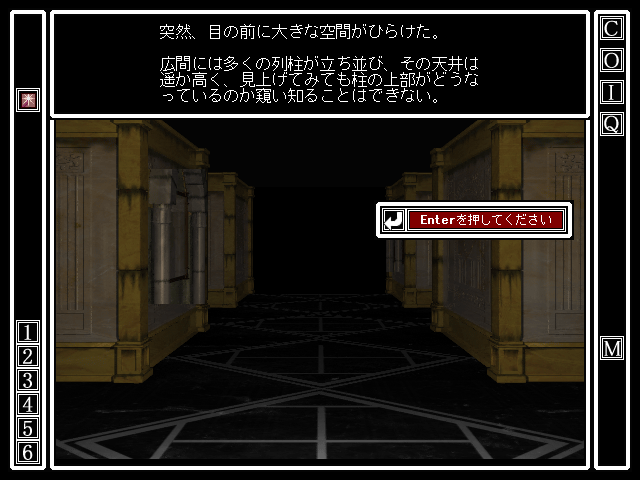 突然、目の前に大きな空間がひらけた。
広間には多くの列柱が立ち並び、その天井は
遥か高く、見上げてみても柱の上部がどうな
っているのか窺い知ることはできない。
Enterを押してください
C
O
I
Q
M
1
2
3
4
5
6